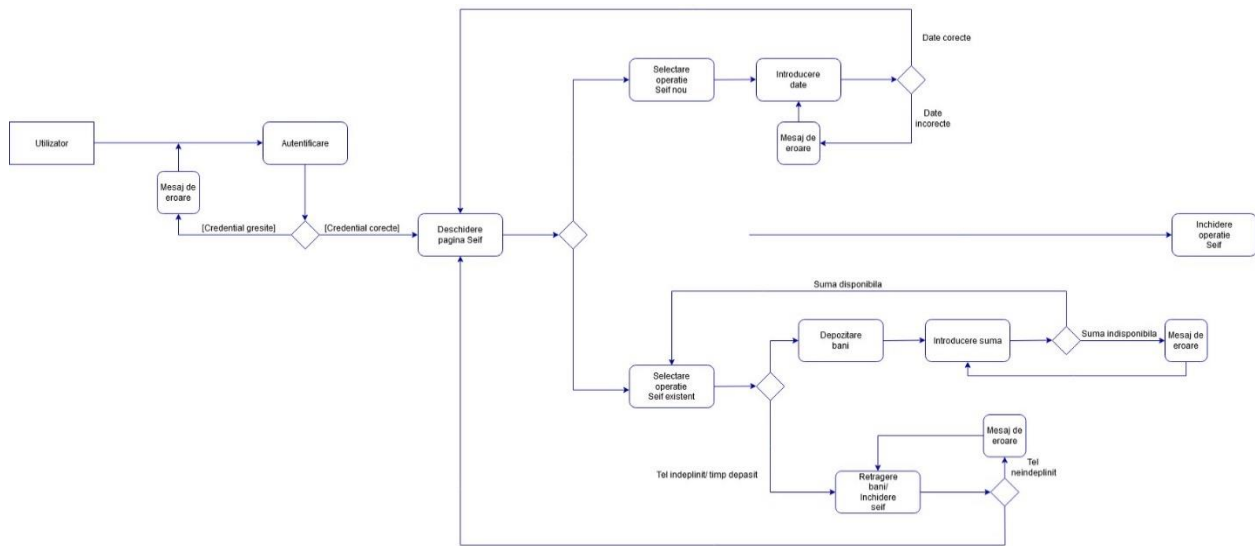 Date corecte
Selectare
operatie
Seif nou
Introducere
date
Date
incorecte
Mesaj de
eroare
Utilizator
Autentificare
Mesaj de
eroare
[Credential gresite]
[Credential corecte]
Deschidere
pagina Seif
Inchidere
operatie
Seif
Suma disponibila
Depozitare
bani
Introducere suma
Suma indisponibila
Mesaj de
eroare
Selectare
operatie
Seif existent
Mesaj de
eroare
Tel
neindeplinit
Tel indeplinit/ timp depasit
Retragere
bani/
Inchidere
seif